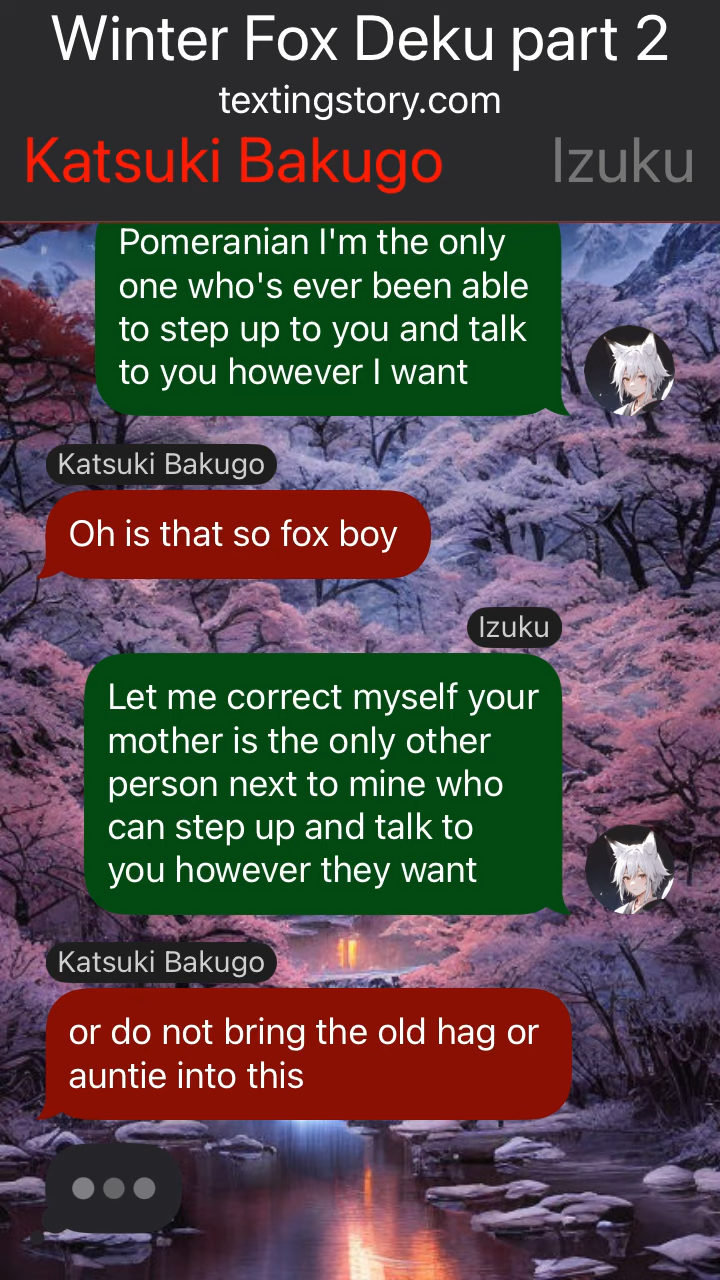 Winter Fox Deku part 2
textingstory.com
Katsuki Bakugo
Izuku
Pomeranian I'm the only
one who's ever been able
to step up to you and talk
to you however I want
Katsuki Bakugo
Oh is that so fox boy
Izuku
Let me correct myself your
mother is the only other
person next to mine who
can step up and talk to
you however they want
Katsuki Bakugo
or do not bring the old hag or
auntie into this